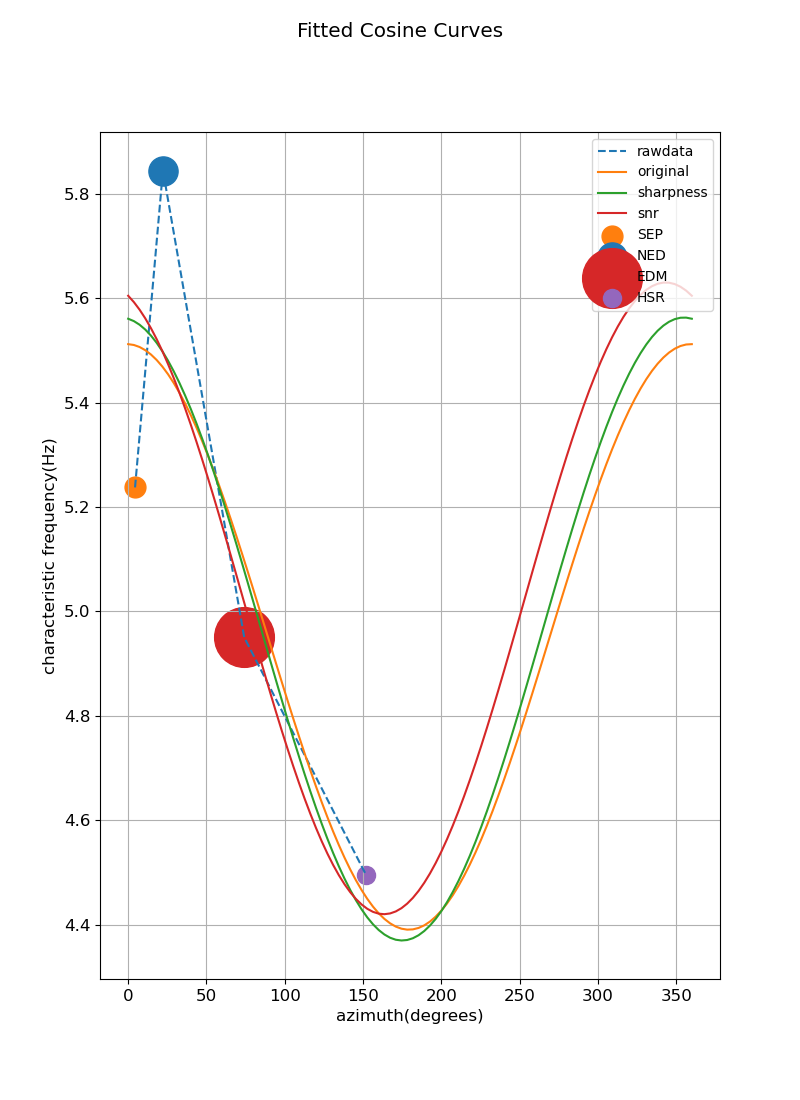 Fitted Cosine Curves
rawdata
original
sharpness
snr
SEP
NED
EDM
HSR
characteristic frequency(Hz)
5.8
5.6
5.4
5.2
5.0
4.8
4.6
4.4
0 50 100 150 200 250 300 350
azimuth(degrees)